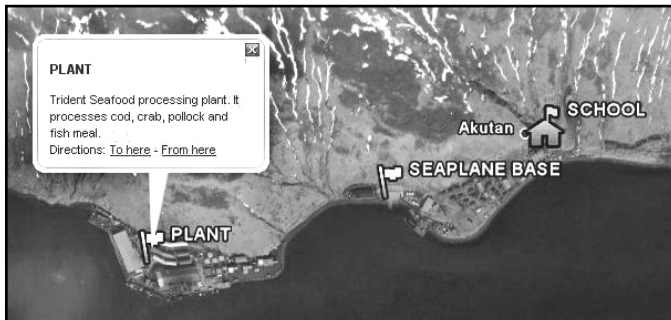 PLANT
Trident Seafood processing plant. It
processes cod, crab, pollock and
fish meal.
Directions: To here - From here
SCHOOL
Akutan
SEAPLANE BASE
PLANT